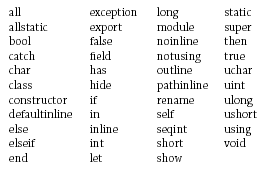 all exception long static
allstatic export module super
bool false noinline then
catch field notusing true
char has outline uchar
class hide pathinline uint
constructor if rename ulong
defaultinline in self ushort
else inline seqint using
elseif int short void
end let show